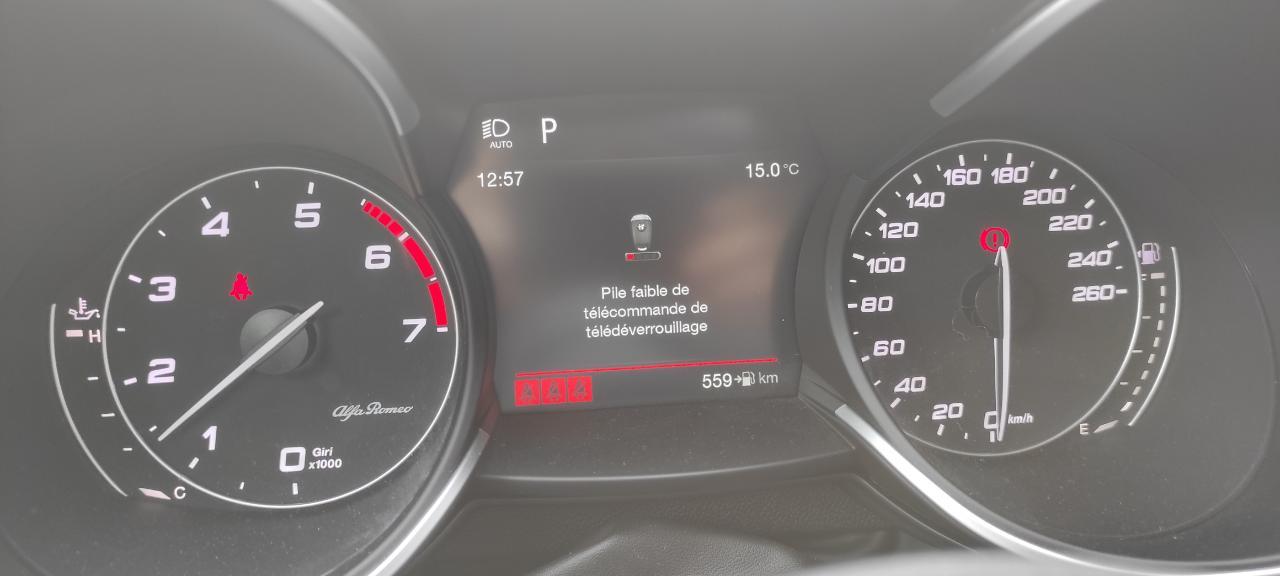 AUTO P
12:57 15.0 °C
Pile faible de
télécommande de
télédéverrouillage
559 km
H
C
0
1
2
3
4
5
6
7
Giri
x1000
Alfa Romeo
0
20
40
60
80
100
120
140
160
180
200
220
240
260
km/h
F
E